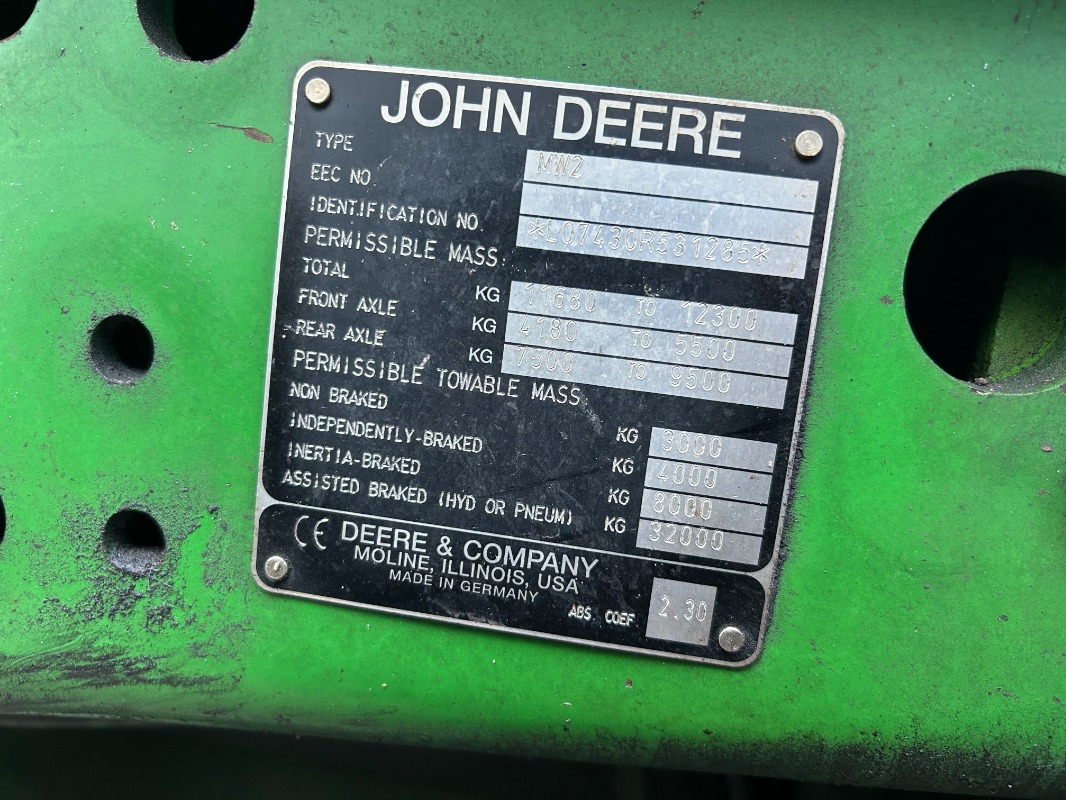 JOHN DEERE
TYPE MW2
EEC NO.
IDENTIFICATION NO. *L07430R531285*
PERMISSIBLE MASS:
TOTAL KG 11680 TO 12300
FRONT AXLE KG 4180 TO 5500
REAR AXLE KG 7500 TO 9500
PERMISSIBLE TOWABLE MASS:
NON BRAKED KG 3000
INDEPENDENTLY-BRAKED KG 4000
INERTIA-BRAKED KG 8000
ASSISTED BRAKED (HYD OR PNEUM) KG 32000
CE DEERE & COMPANY
MOLINE, ILLINOIS, USA
MADE IN GERMANY
ABS. COEF. 2.30